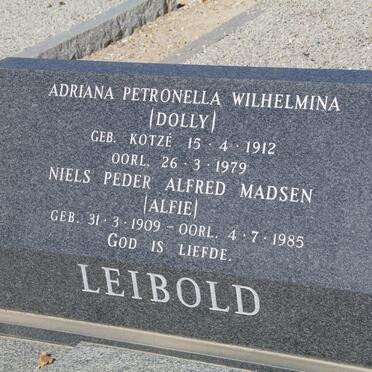 ADRIANA PETRONELLA WILHELMINA
|DOLLY|
GEB. KOTZÉ 15·4·1912
OORL. 26·3·1979
NIELS PEDER ALFRED MADSEN
|ALFIE|
GEB. 31·3·1909 - OORL. 4·7·1985
GOD IS LIEFDE.
LEIBOLD